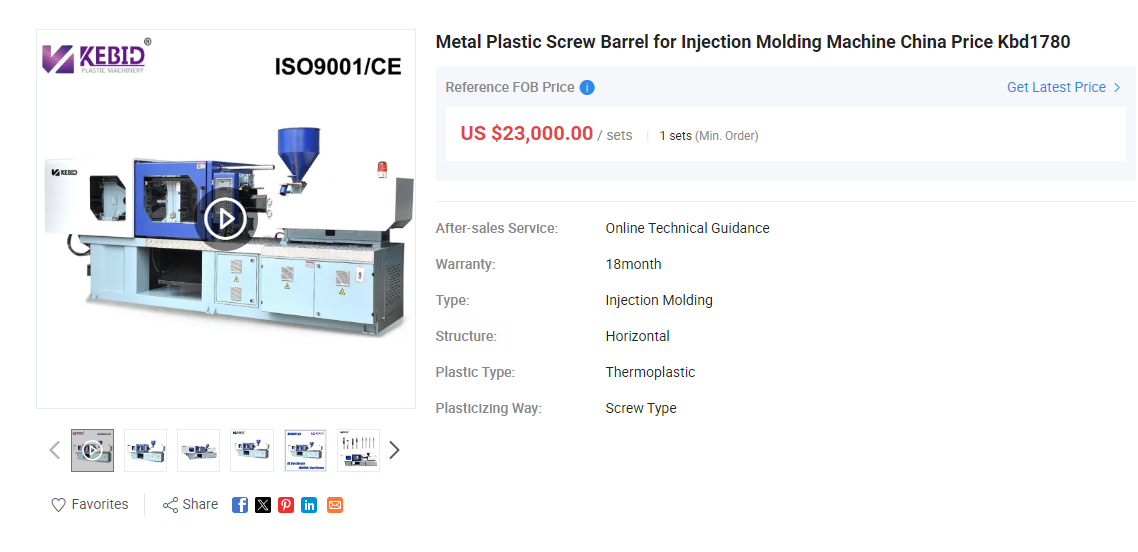 KEBID®
PLASTIC MACHINERY
ISO9001/CE
KEBID
Metal Plastic Screw Barrel for Injection Molding Machine China Price Kbd1780
Reference FOB Price
Get Latest Price >
US $23,000.00 / sets
1 sets (Min. Order)
After-sales Service: Online Technical Guidance
Warranty: 18month
Type: Injection Molding
Structure: Horizontal
Plastic Type: Thermoplastic
Plasticizing Way: Screw Type
Favorites
Share